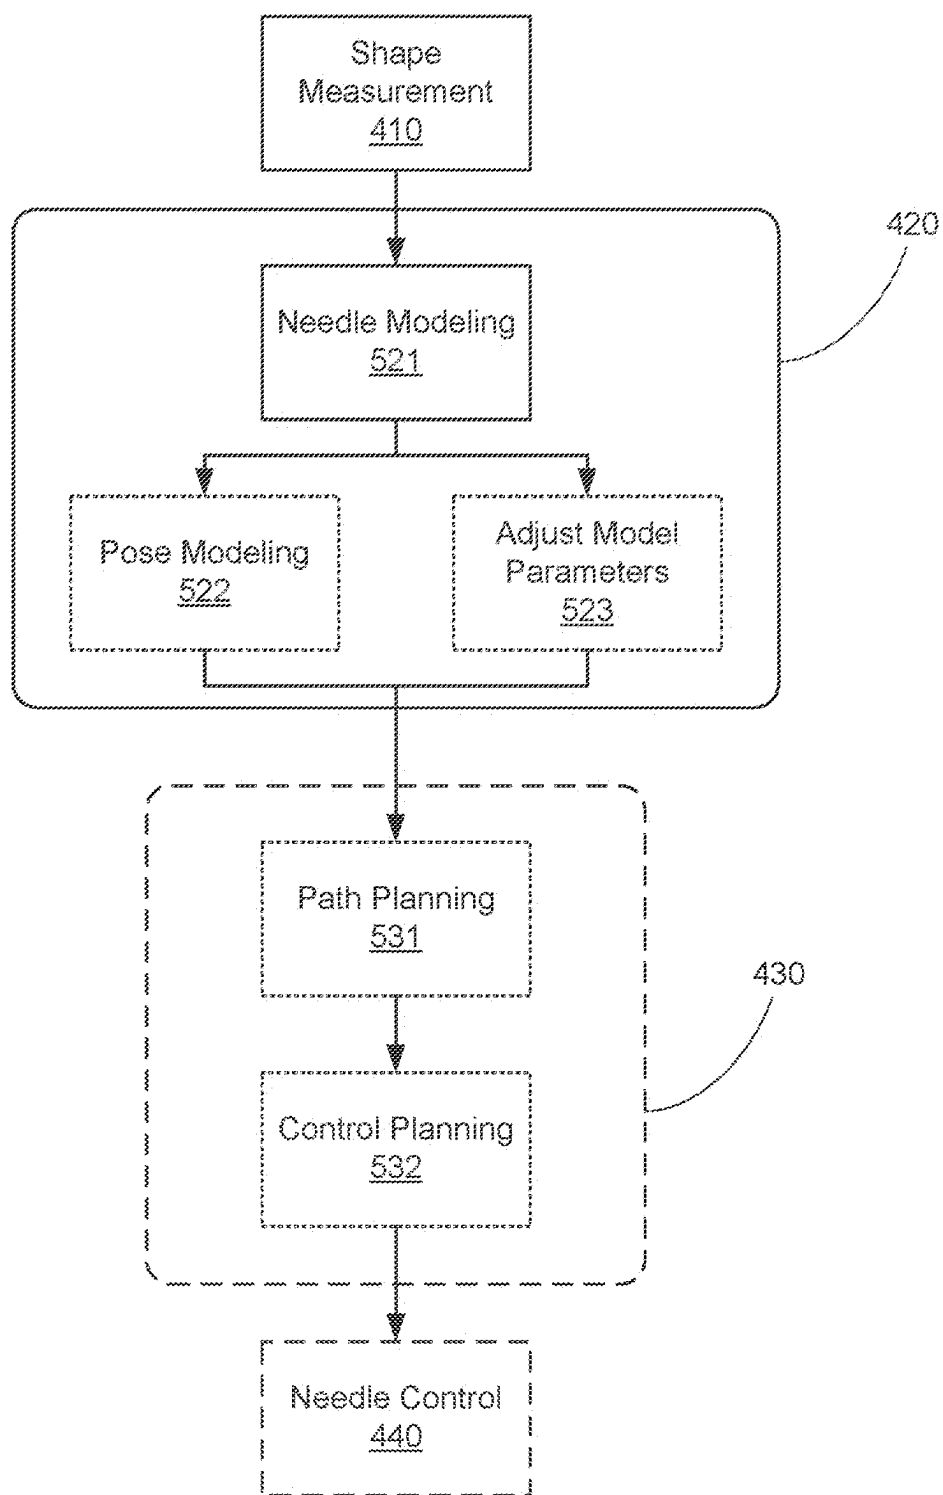 Shape
Measurement
410
420
Needle Modeling
521
Pose Modeling
522
Adjust Model
Parameters
523
Path Planning
531
430
Control Planning
532
Needle Control
440